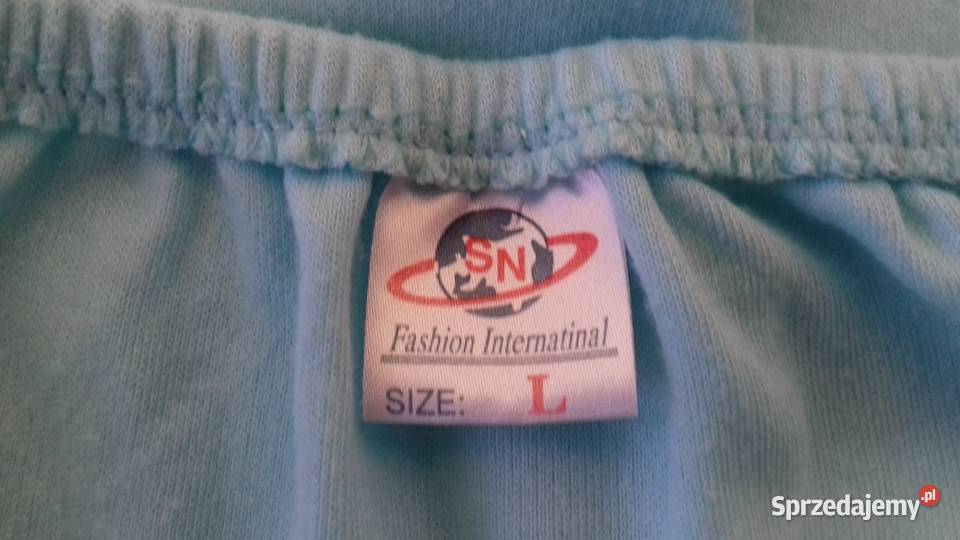 SN
Fashion Internatinal
SIZE: L
Sprzedajemy.pl